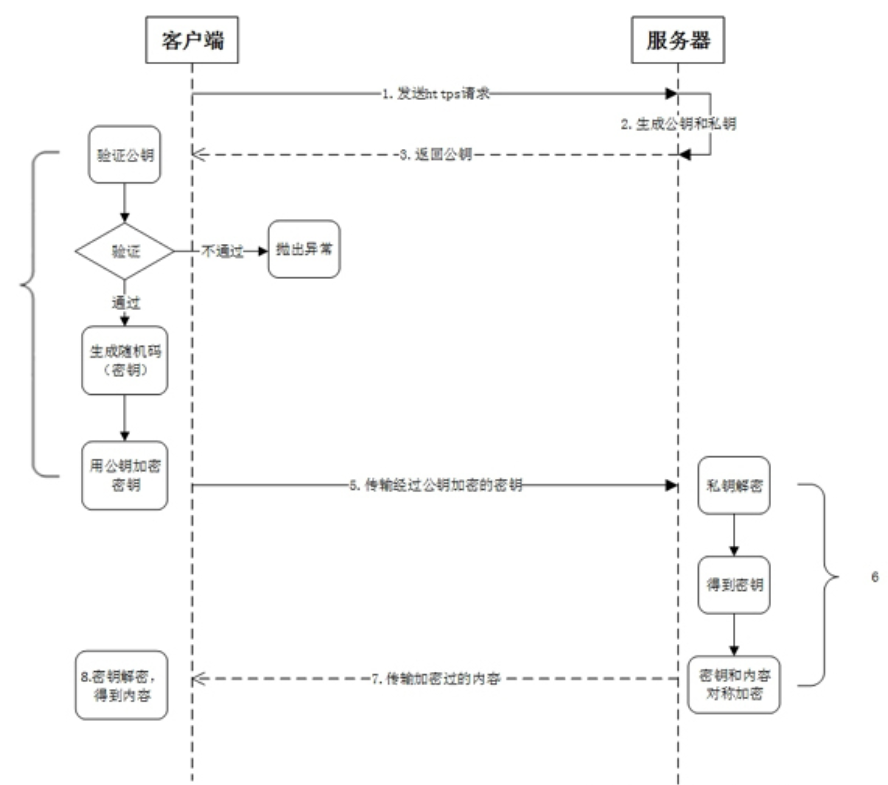 客户端
服务器
1.发送https请求
2.生成公钥和私钥
3.返回公钥
验证公钥
验证
不通过
抛出异常
通过
生成随机码
（密钥）
用公钥加密
密钥
5.传输经过公钥加密的密钥
私钥解密
得到密钥
6
密钥和内容
对称加密
7.传输加密过的内容
8.密钥解密，
得到内容